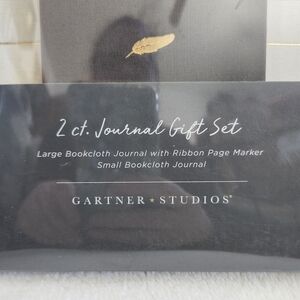 2 ct. Journal Gift Set
Large Bookcloth Journal with Ribbon Page Marker
Small Bookcloth Journal
GARTNER ★ STUDIOS®